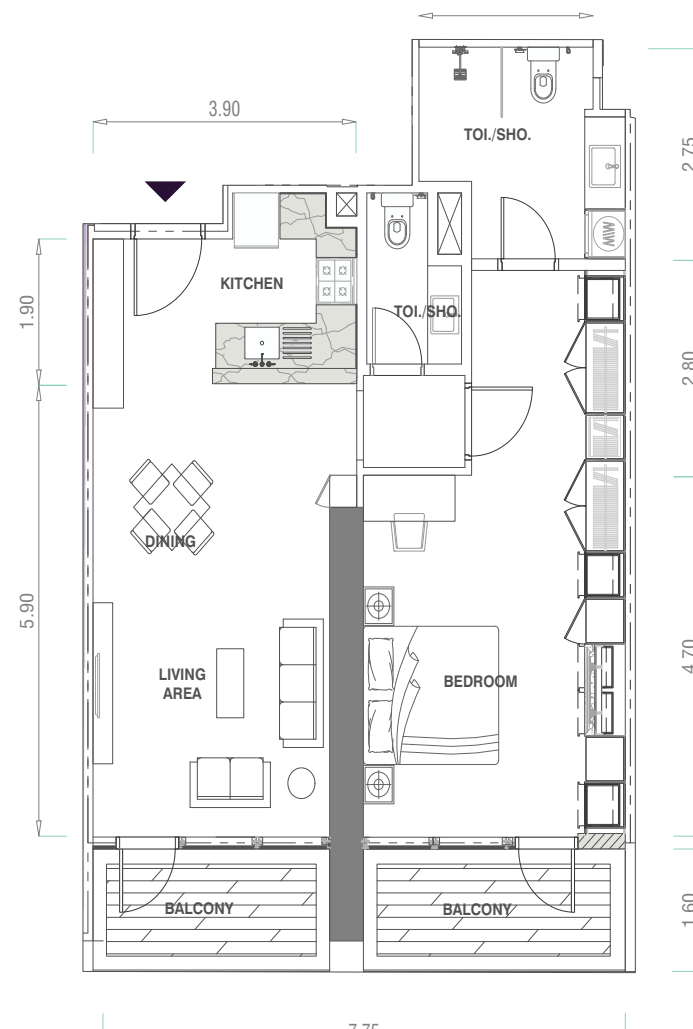 3.90
TOI./SHO.
2.75
M/W
KITCHEN
1.90
TOI./SHO.
2.80
DINING
5.90
LIVING
AREA
BEDROOM
4.70
BALCONY
BALCONY
1.60
7.75